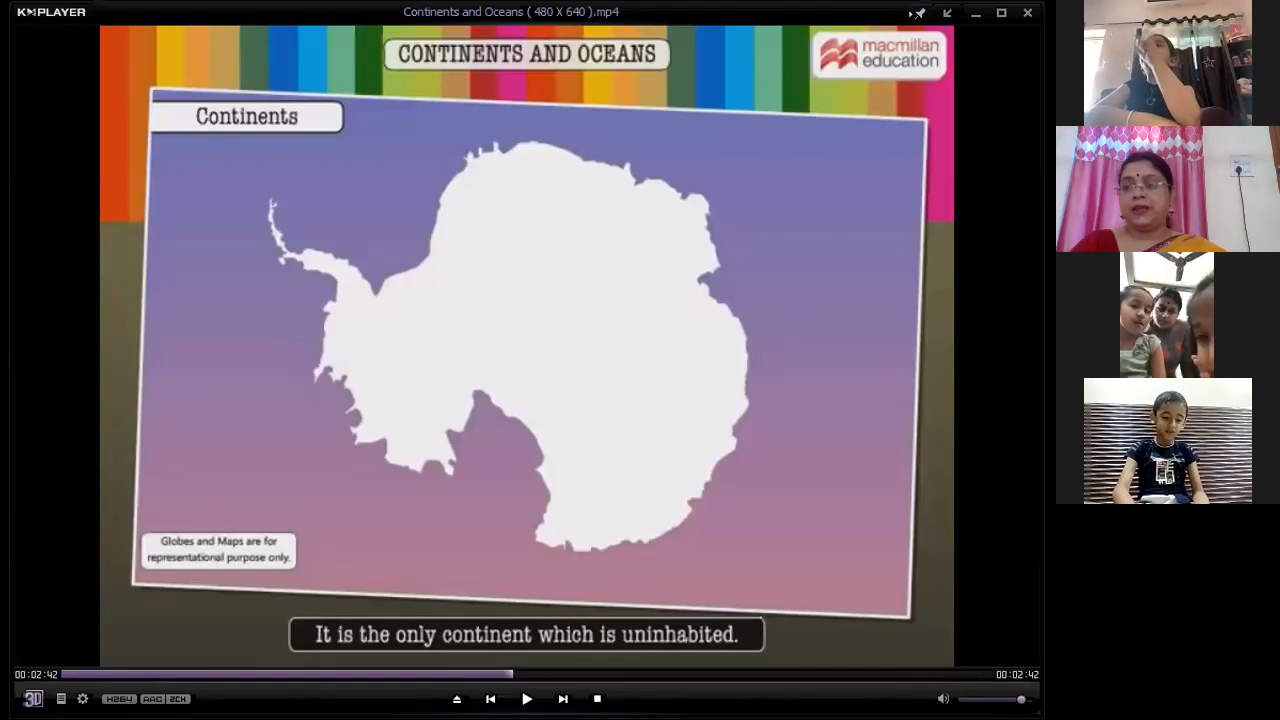 KMPLAYER
Continents and Oceans ( 480 X 640 ).mp4
CONTINENTS AND OCEANS
macmillan
education
Continents
Globes and Maps are for
representational purpose only.
It is the only continent which is uninhabited.
00:02:42
00:02:42
3D
H264 AAC 2CH